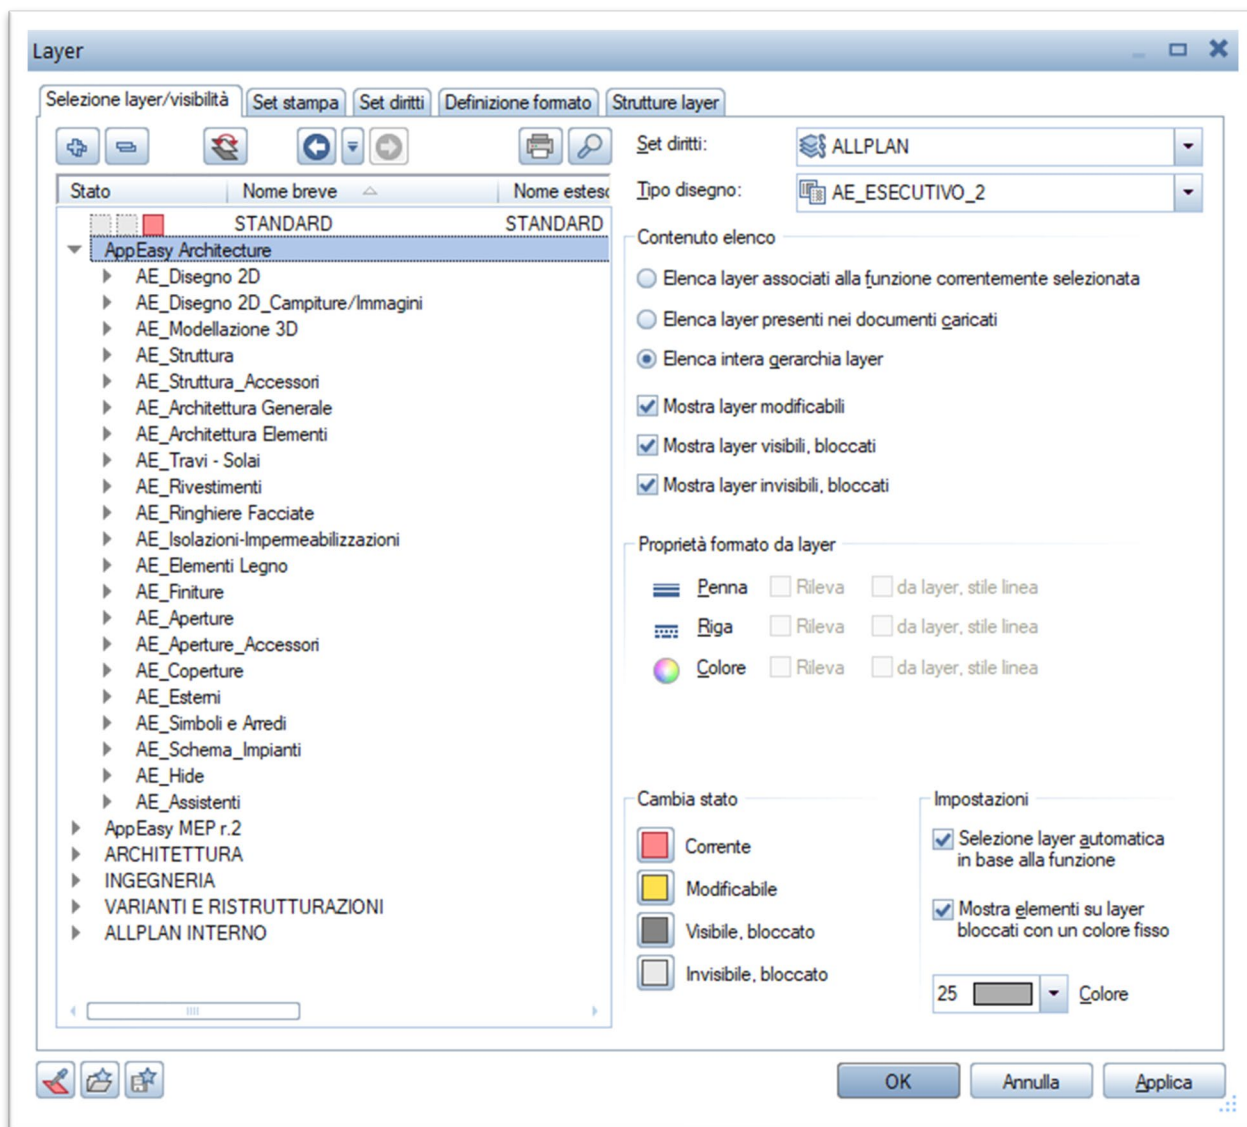 Layer
Selezione layer/visibilità Set stampa Set diritti Definizione formato Strutture layer
Set diritti: ALLPLAN
Tipo disegno: AE_ESECUTIVO_2
Stato Nome breve Nome esteso
STANDARD STANDARD
AppEasy Architecture
AE_Disegno 2D
AE_Disegno 2D_Campiture/Immagini
AE_Modellazione 3D
AE_Struttura
AE_Struttura_Accessori
AE_Architettura Generale
AE_Architettura Elementi
AE_Travi - Solai
AE_Rivestimenti
AE_Ringhiere Facciate
AE_Isolazioni-Impermeabilizzazioni
AE_Elementi Legno
AE_Finiture
AE_Aperture
AE_Aperture_Accessori
AE_Coperture
AE_Esterni
AE_Simboli e Arredi
AE_Schema_Impianti
AE_Hide
AE_Assistenti
AppEasy MEP r.2
ARCHITETTURA
INGEGNERIA
VARIANTI E RISTRUTTURAZIONI
ALLPLAN INTERNO
Contenuto elenco
Elenca layer associati alla funzione correntemente selezionata
Elenca layer presenti nei documenti caricati
Elenca intera gerarchia layer
Mostra layer modificabili
Mostra layer visibili, bloccati
Mostra layer invisibili, bloccati
Proprietà formato da layer
Penna Rileva da layer, stile linea
Riga Rileva da layer, stile linea
Colore Rileva da layer, stile linea
Cambia stato
Corrente
Modificabile
Visibile, bloccato
Invisibile, bloccato
Impostazioni
Selezione layer automatica
in base alla funzione
Mostra elementi su layer
bloccati con un colore fisso
25 Colore
OK Annulla Applica